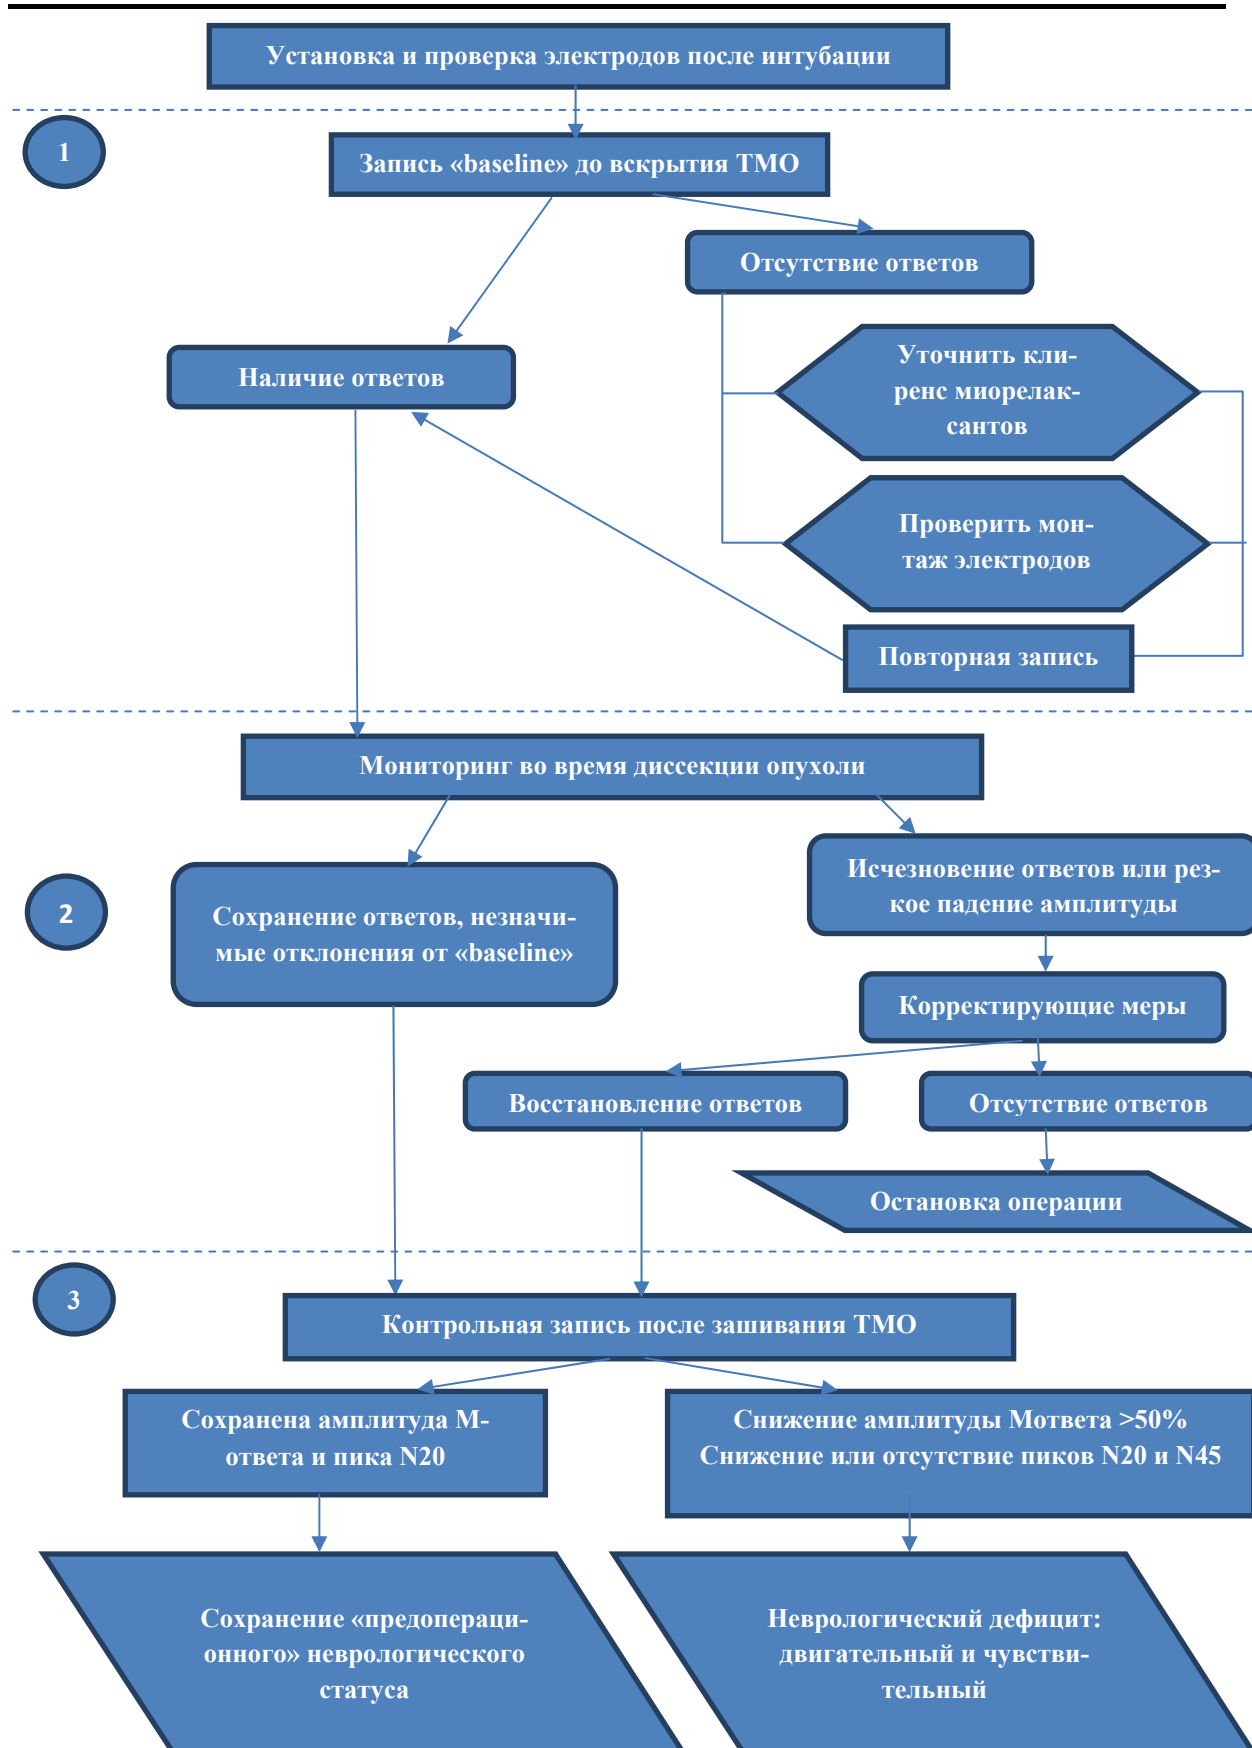 Установка и проверка электродов после интубации
1
Запись «baseline» до вскрытия ТМО
Отсутствие ответов
Наличие ответов
Уточнить кли-
ренс миорелак-
сантов
Проверить мон-
таж электродов
Повторная запись
Мониторинг во время диссекции опухоли
2
Сохранение ответов, незначи-
мые отклонения от «baseline»
Исчезновение ответов или рез-
кое падение амплитуды
Корректирующие меры
Восстановление ответов
Отсутствие ответов
Остановка операции
3
Контрольная запись после зашивания ТМО
Сохранена амплитуда М-
ответа и пика N20
Снижение амплитуды Мответа >50%
Снижение или отсутствие пиков N20 и N45
Сохранение «предопераци-
онного» неврологического
статуса
Неврологический дефицит:
двигательный и чувстви-
тельный